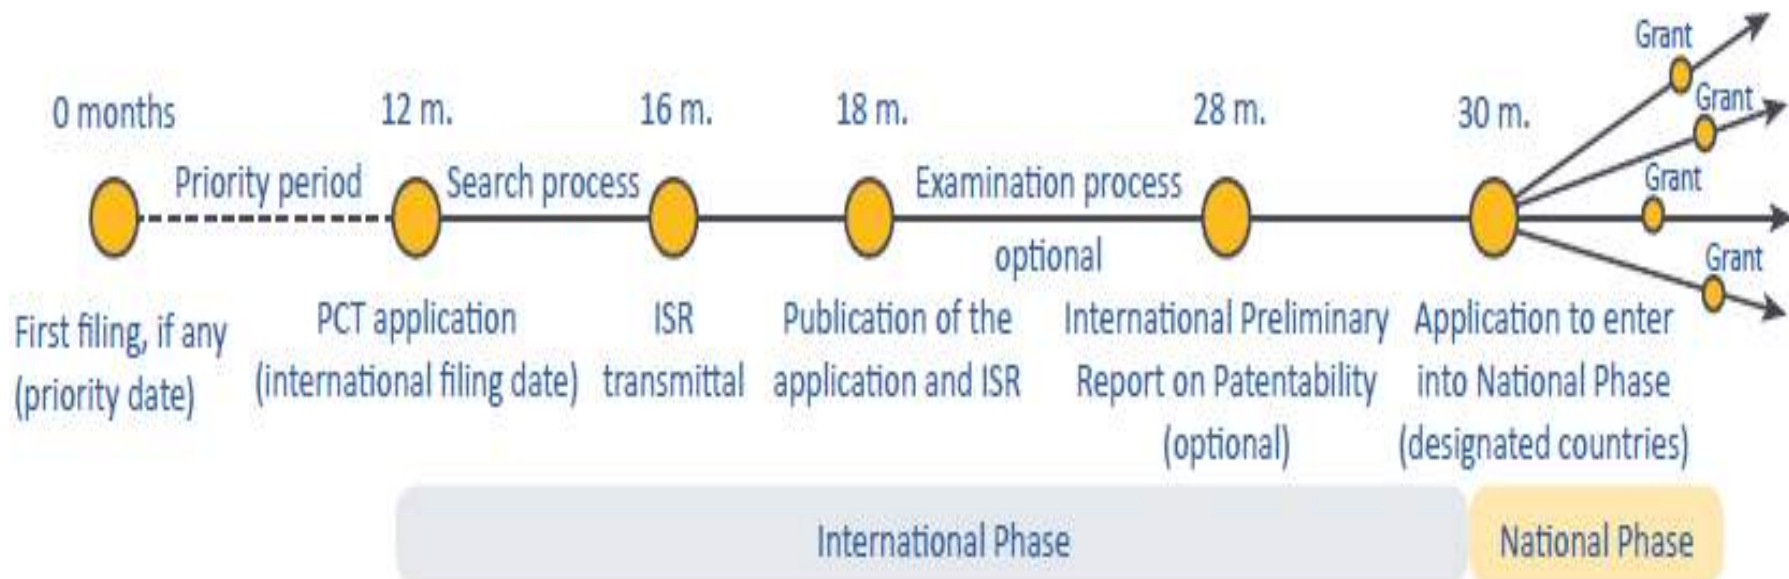 0 months
12 m.
16 m.
18 m.
28 m.
30 m.
Grant
Grant
Grant
Grant
Priority period
Search process
Examination process
optional
First filing, if any
(priority date)
PCT application
(international filing date)
ISR
transmittal
Publication of the
application and ISR
International Preliminary
Report on Patentability
(optional)
Application to enter
into National Phase
(designated countries)
International Phase
National Phase